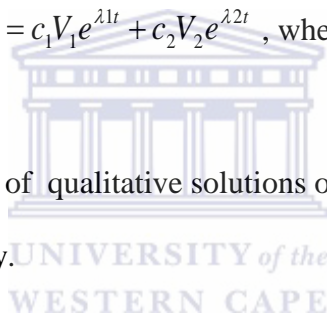 = c₁V₁e^{λ1t} + c₂V₂e^{λ2t} , whe
of qualitative solutions o
y.
UNIVERSITY of the
WESTERN CAPE